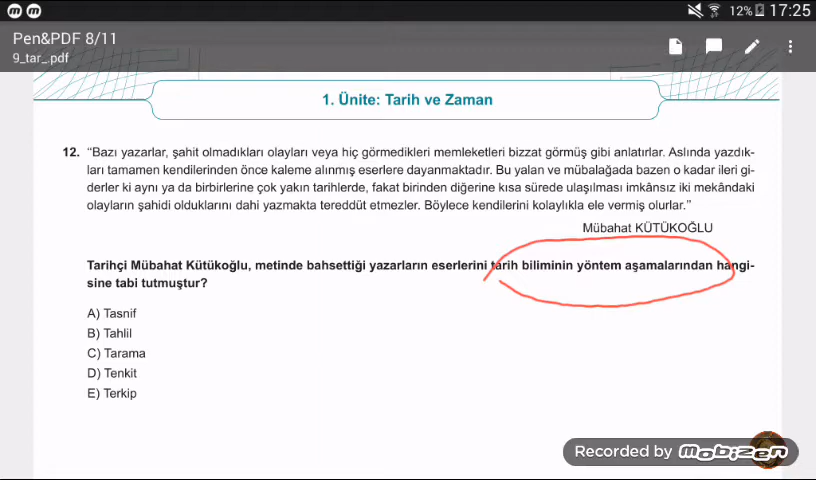 12% 17:25
Pen&PDF 8/11
9_tar_.pdf
1. Ünite: Tarih ve Zaman
12. “Bazı yazarlar, şahit olmadıkları olayları veya hiç görmedikleri memleketleri bizzat görmüş gibi anlatırlar. Aslında yazdık-
ları tamamen kendilerinden önce kaleme alınmış eserlere dayanmaktadır. Bu yalan ve mübalağada bazen o kadar ileri gi-
derler ki aynı ya da birbirlerine çok yakın tarihlerde, fakat birinden diğerine kısa sürede ulaşılması imkânsız iki mekândaki
olayların şahidi olduklarını dahi yazmakta tereddüt etmezler. Böylece kendilerini kolaylıkla ele vermiş olurlar.”
Mübahat KÜTÜKOĞLU
Tarihçi Mübahat Kütükoğlu, metinde bahsettiği yazarların eserlerini tarih biliminin yöntem aşamalarından hangi-
sine tabi tutmuştur?
A) Tasnif
B) Tahlil
C) Tarama
D) Tenkit
E) Terkip
Recorded by Mobizen